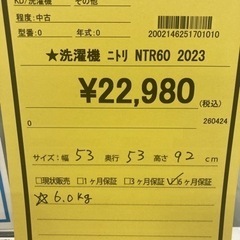 KD/洗濯機 その他
程度:中古
型番:0 年式:0 2002146251701010
★洗濯機 ニトリ NTR60 2023
¥22,980
(税込)
0 260424
サイズ:幅 53 奥行 53 高さ 92 cm
□現状販売 □1ヶ月保証 □3ヶ月保証 ☑6ヶ月保証
☆6.0kg